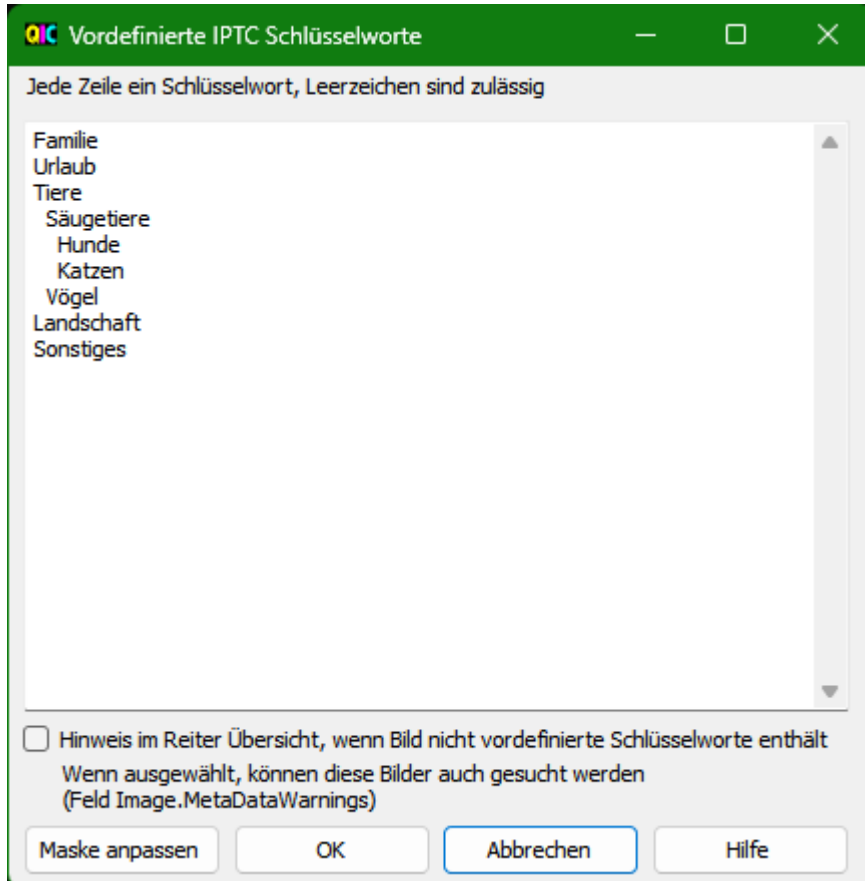 QIC Vordefinierte IPTC Schlüsselworte
Jede Zeile ein Schlüsselwort, Leerzeichen sind zulässig
Familie
Urlaub
Tiere
Säugetiere
Hunde
Katzen
Vögel
Landschaft
Sonstiges
Hinweis im Reiter Übersicht, wenn Bild nicht vordefinierte Schlüsselworte enthält
Wenn ausgewählt, können diese Bilder auch gesucht werden
(Feld Image.MetaDataWarnings)
Maske anpassen OK Abbrechen Hilfe